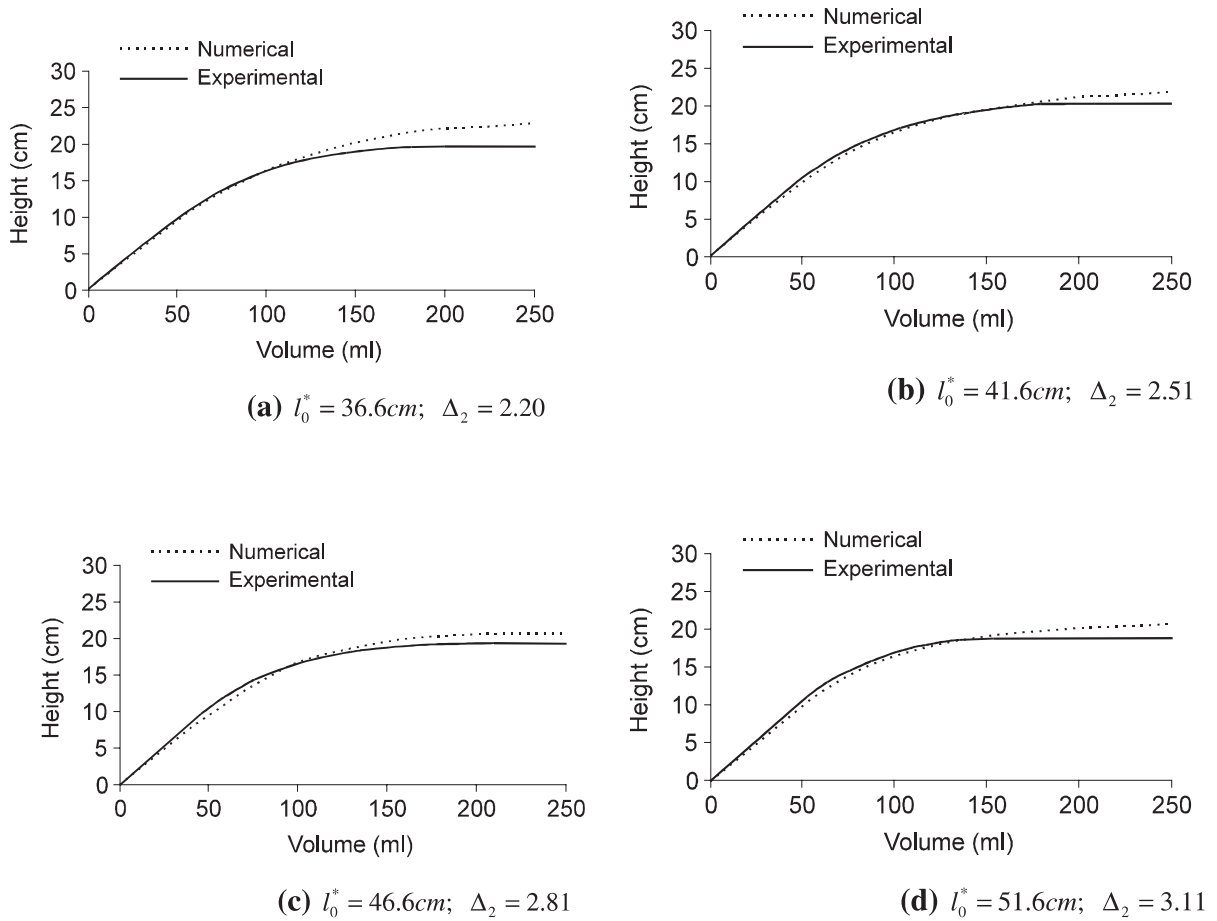 Numerical
Experimental
30
25
20
15
10
5
0
Height (cm)
0 50 100 150 200 250
Volume (ml)
(a) l₀* = 36.6cm; Δ₂ = 2.20
Numerical
Experimental
30
25
20
15
10
5
0
Height (cm)
0 50 100 150 200 250
Volume (ml)
(b) l₀* = 41.6cm; Δ₂ = 2.51
Numerical
Experimental
30
25
20
15
10
5
0
Height (cm)
0 50 100 150 200 250
Volume (ml)
(c) l₀* = 46.6cm; Δ₂ = 2.81
Numerical
Experimental
30
25
20
15
10
5
0
Height (cm)
0 50 100 150 200 250
Volume (ml)
(d) l₀* = 51.6cm; Δ₂ = 3.11